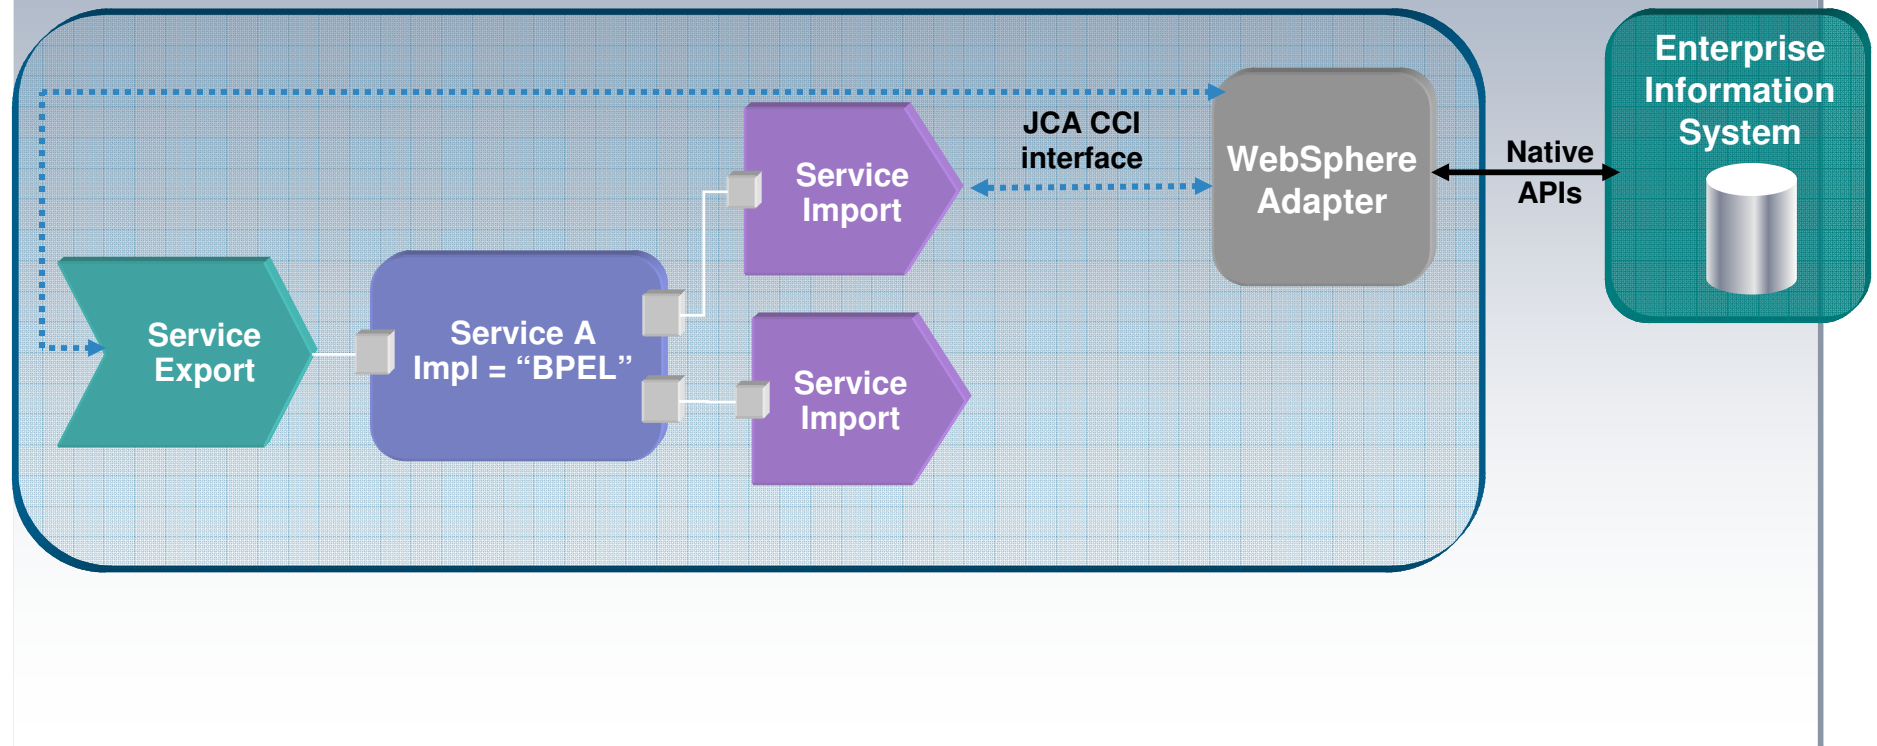 Enterprise
Information
System
JCA CCI
interface
WebSphere
Adapter
Native
APIs
Service
Import
Service
Export
Service A
Impl = “BPEL”
Service
Import